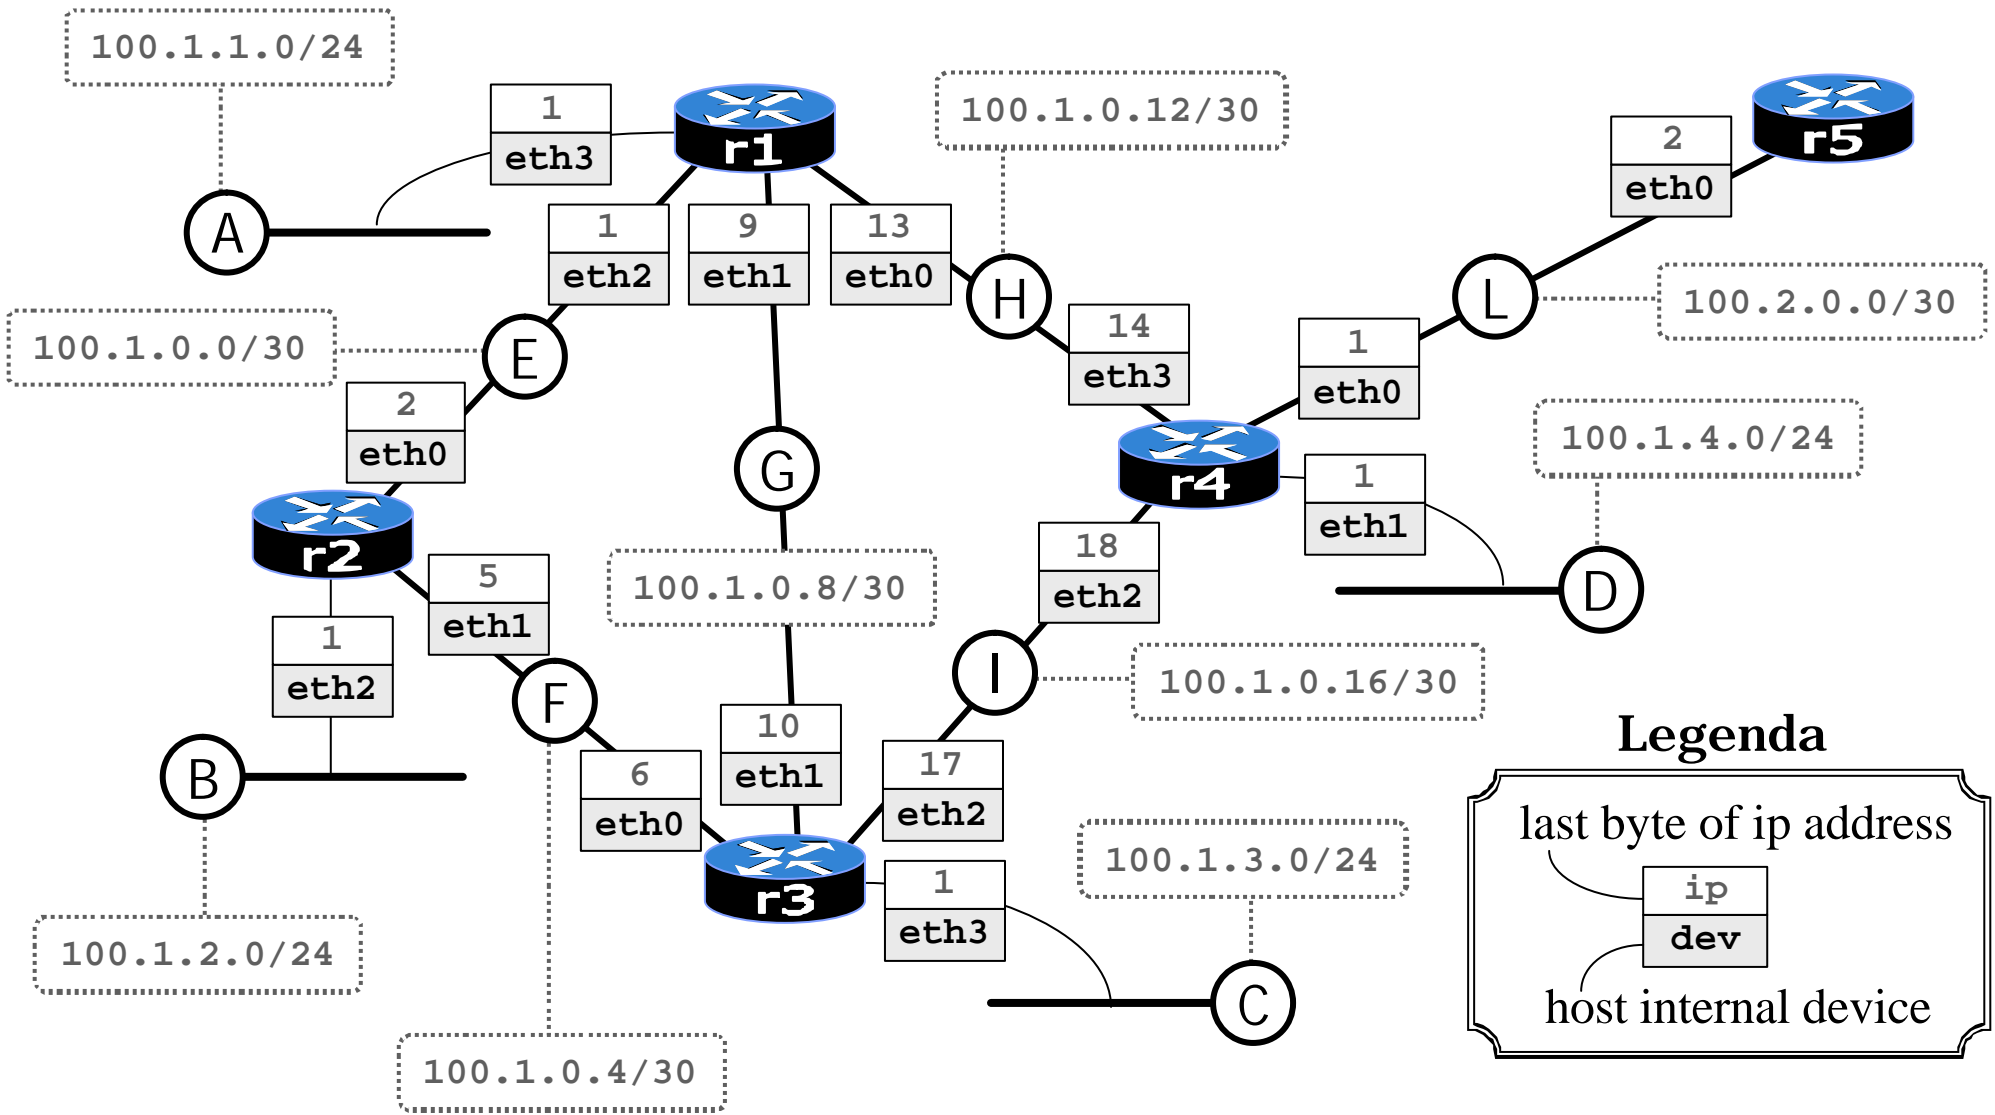 100.1.1.0/24
1
eth3
r1
100.1.0.12/30
2
eth0
r5
A
1
eth2
9
eth1
13
eth0
H
L
100.2.0.0/30
100.1.0.0/30
E
14
eth3
1
eth0
2
eth0
G
r4
1
eth1
100.1.4.0/24
r2
5
eth1
100.1.0.8/30
18
eth2
D
1
eth2
F
I
100.1.0.16/30
B
6
eth0
10
eth1
17
eth2
r3
1
eth3
100.1.3.0/24
100.1.2.0/24
C
100.1.0.4/30
Legenda
last byte of ip address
ip
dev
host internal device